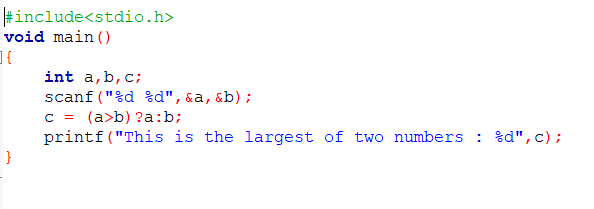 #include<stdio.h>
void main()
{
    int a,b,c;
    scanf("%d %d",&a,&b);
    c = (a>b)?a:b;
    printf("This is the largest of two numbers : %d",c);
}